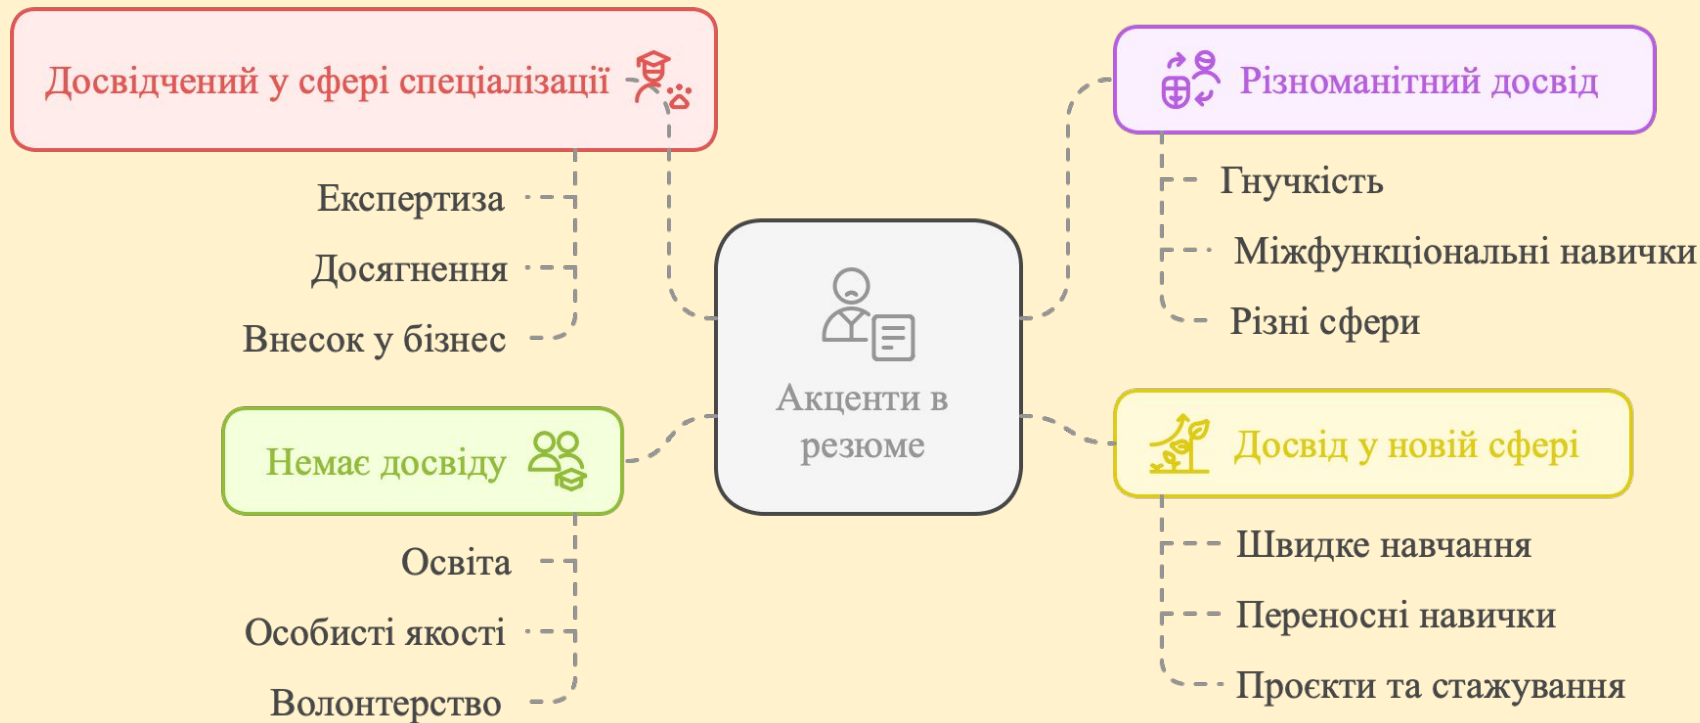 Досвідчений у сфері спеціалізації
Експертиза
Досягнення
Внесок у бізнес
Немає досвіду
Освіта
Особисті якості
Волонтерство
Акценти в
резюме
Різноманітний досвід
Гнучкість
Міжфункціональні навички
Різні сфери
Досвід у новій сфері
Швидке навчання
Переносні навички
Проєкти та стажування